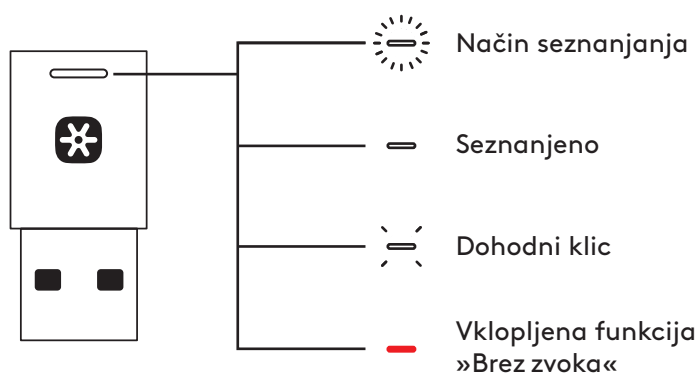 Način seznanjanja
Seznanjeno
Dohodni klic
Vklopljena funkcija
»Brez zvoka«